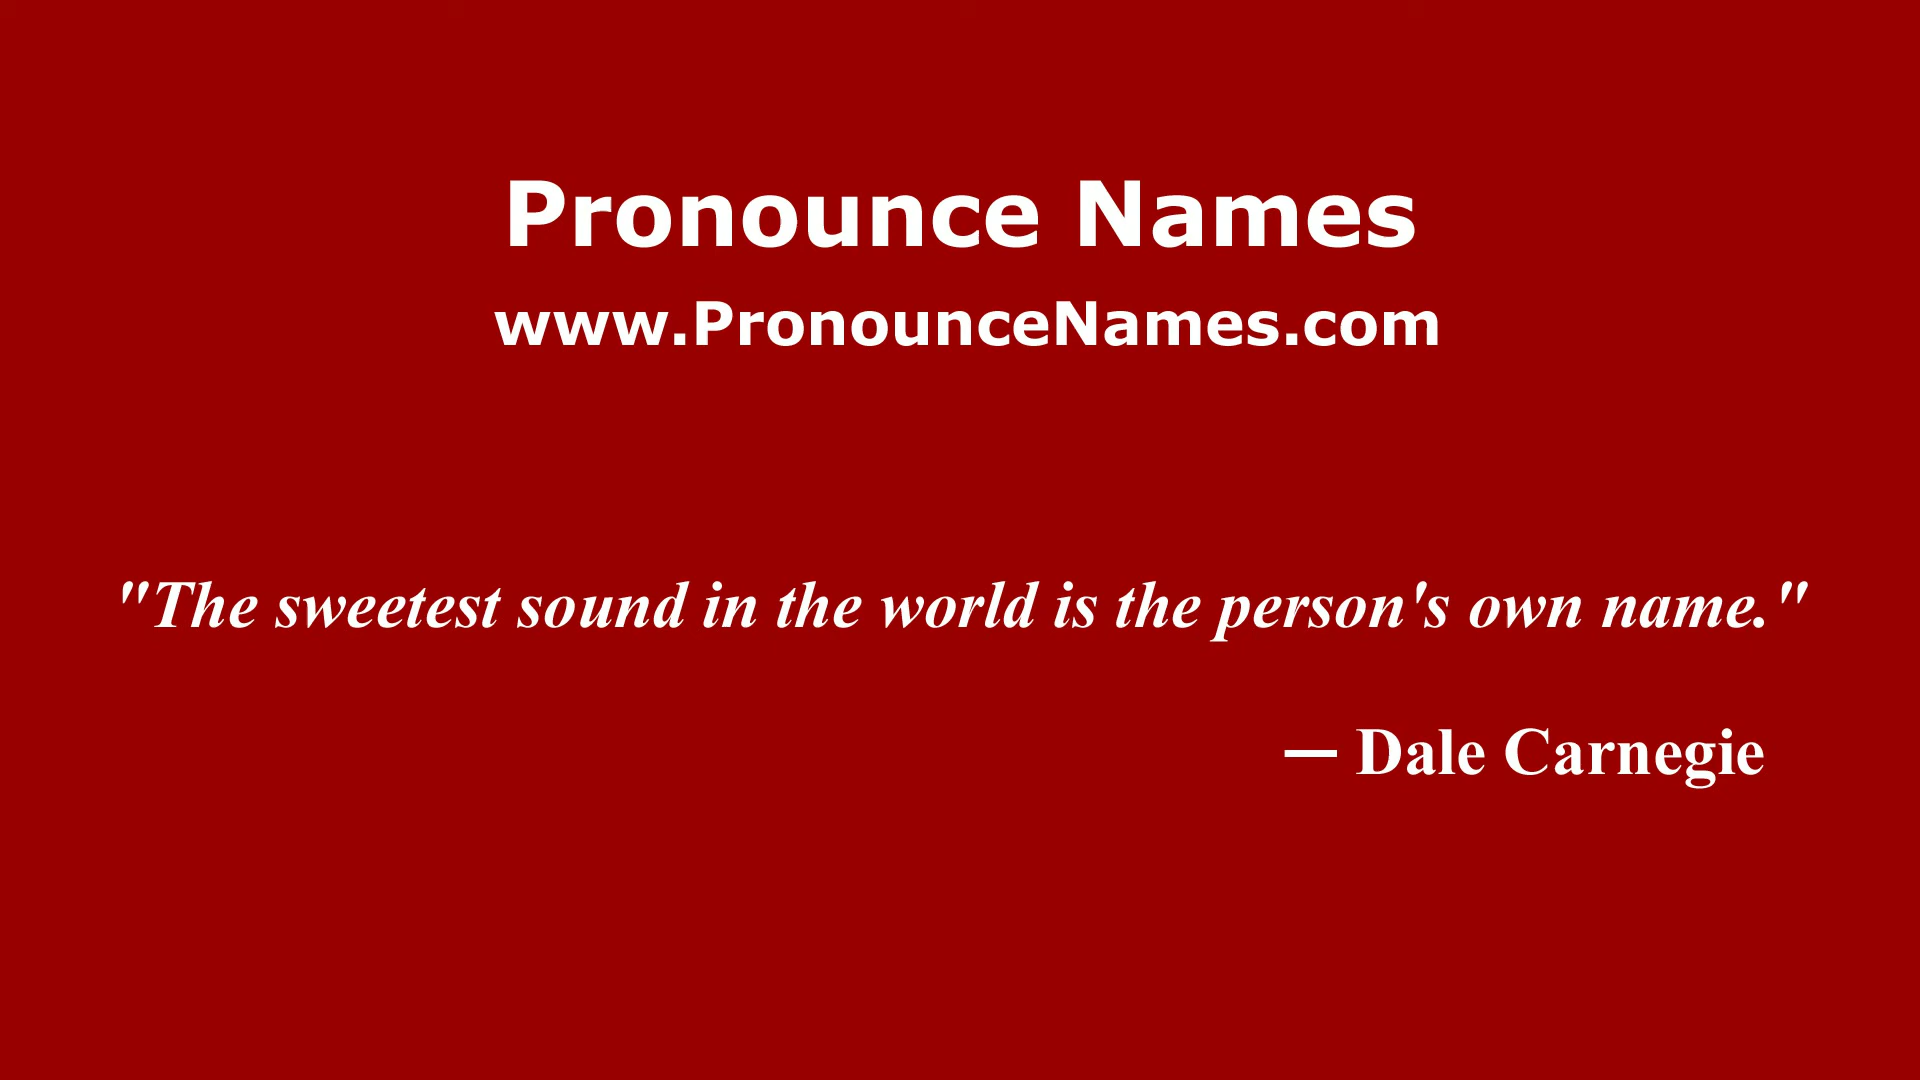 Pronounce Names
www.PronounceNames.com
"The sweetest sound in the world is the person's own name."
— Dale Carnegie